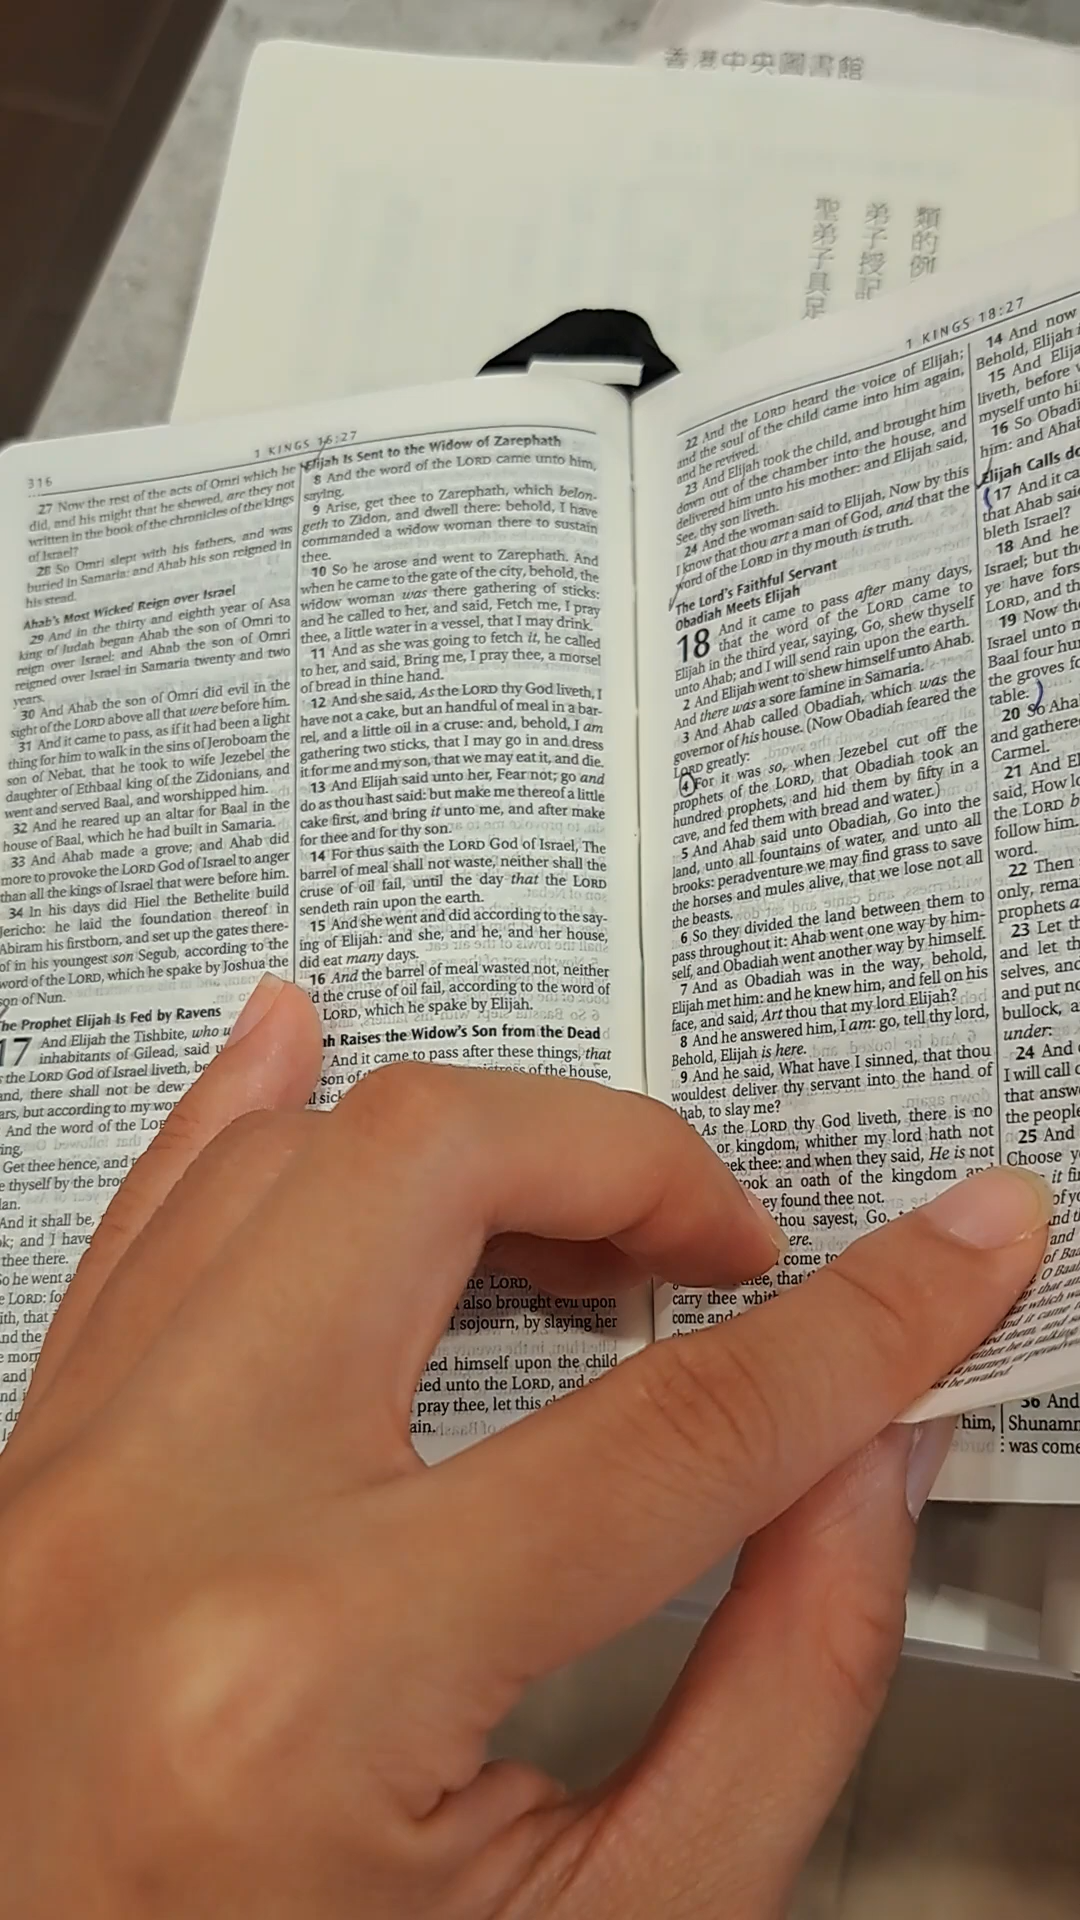 香港中央圖書館
類的例
弟子授記
聖弟子具足
316
1 KINGS 16:27
27 Now the rest of the acts of Omri which he
did, and his might that he shewed, are they not
written in the book of the chronicles of the kings
of Israel?
28 So Omri slept with his fathers, and was
buried in Samaria: and Ahab his son reigned in
his stead.
Ahab's Most Wicked Reign over Israel
29 And in the thirty and eighth year of Asa
king of Judah began Ahab the son of Omri to
reign over Israel: and Ahab the son of Omri
reigned over Israel in Samaria twenty and two
years.
30 And Ahab the son of Omri did evil in the
sight of the LORD above all that were before him.
31 And it came to pass, as if it had been a light
thing for him to walk in the sins of Jeroboam the
son of Nebat, that he took to wife Jezebel the
daughter of Ethbaal king of the Zidonians, and
went and served Baal, and worshipped him.
32 And he reared up an altar for Baal in the
house of Baal, which he had built in Samaria.
33 And Ahab made a grove; and Ahab did
more to provoke the LORD God of Israel to anger
than all the kings of Israel that were before him.
34 In his days did Hiel the Bethelite build
Jericho: he laid the foundation thereof in
Abiram his firstborn, and set up the gates there-
of in his youngest son Segub, according to the
word of the LORD, which he spake by Joshua the
son of Nun.
The Prophet Elijah Is Fed by Ravens
17 And Elijah the Tishbite, who
inhabitants of Gilead, said
the LORD God of Israel liveth,
and, there shall not be dew
but according to my
And the word of the
Get thee hence, and
thyself by the
And it shall be,
and I have
thee there.
So he went
LORD:
that
and the
and
Elijah Is Sent to the Widow of Zarephath
8 And the word of the LORD came unto him,
saying,
9 Arise, get thee to Zarephath, which belon-
geth to Zidon, and dwell there: behold, I have
commanded a widow woman there to sustain
thee.
10 So he arose and went to Zarephath. And
when he came to the gate of the city, behold, the
widow woman was there gathering of sticks:
and he called to her, and said, Fetch me, I pray
thee, a little water in a vessel, that I may drink.
11 And as she was going to fetch it, he called
to her, and said, Bring me, I pray thee, a morsel
of bread in thine hand.
12 And she said, As the LORD thy God liveth, I
have not a cake, but an handful of meal in a bar-
rel, and a little oil in a cruse: and, behold, I am
gathering two sticks, that I may go in and dress
it for me and my son, that we may eat it, and die.
13 And Elijah said unto her, Fear not; go and
do as thou hast said: but make me thereof a little
cake first, and bring it unto me, and after make
for thee and for thy son.
14 For thus saith the LORD God of Israel, The
barrel of meal shall not waste, neither shall the
cruse of oil fail, until the day that the LORD
sendeth rain upon the earth.
15 And she went and did according to the say-
ing of Elijah: and she, and he, and her house,
did eat many days.
16 And the barrel of meal wasted not, neither
the cruse of oil fail, according to the word of
LORD, which he spake by Elijah.
Raises the Widow's Son from the Dead
And it came to pass after these things, that
son of of the house,
LORD,
also brought evil upon
I sojourn, by slaying her
himself upon the child
unto the LORD, and
pray thee, let this
1 KINGS 18:27
22 And the LORD heard the voice of Elijah;
and the soul of the child came into him again,
and he revived.
23 And Elijah took the child, and brought him
down out of the chamber into the house, and
delivered him unto his mother: and Elijah said,
See, thy son liveth.
24 And the woman said to Elijah, Now by this
I know that thou art a man of God, and that the
word of the LORD in thy mouth is truth.
The Lord's Faithful Servant
Obadiah Meets Elijah
18 And it came to pass after many days,
that the word of the LORD came to
Elijah in the third year, saying, Go, shew thyself
unto Ahab; and I will send rain upon the earth.
2 And Elijah went to shew himself unto Ahab.
And there was a sore famine in Samaria.
3 And Ahab called Obadiah, which was the
governor of his house. (Now Obadiah feared the
LORD greatly:
4 For it was so, when Jezebel cut off the
prophets of the LORD, that Obadiah took an
hundred prophets, and hid them by fifty in a
cave, and fed them with bread and water.)
5 And Ahab said unto Obadiah, Go into the
land, unto all fountains of water, and unto all
brooks: peradventure we may find grass to save
the horses and mules alive, that we lose not all
the beasts.
6 So they divided the land between them to
pass throughout it: Ahab went one way by him-
self, and Obadiah went another way by himself.
7 And as Obadiah was in the way, behold,
Elijah met him: and he knew him, and fell on his
face, and said, Art thou that my lord Elijah?
8 And he answered him, I am: go, tell thy lord,
Behold, Elijah is here.
9 And he said, What have I sinned, that thou
wouldest deliver thy servant into the hand of
Ahab, to slay me?
As the LORD thy God liveth, there is no
or kingdom, whither my lord hath not
thee: and when they said, He is not
took an oath of the kingdom and
they found thee not.
thou sayest, Go,
come to
thee, that
carry thee
come and
14 And now
Behold, Elijah
15 And
liveth, before
myself unto
16 So
him: and
Elijah Calls
(17 And it
that Ahab
bleth Israel?
18 And he
Israel; but
ye have
LORD, and
19 Now
Israel unto
Baal four
the groves
table.)
20 So
and
Carmel.
21 And
said, How
the LORD
follow him.
word.
22 Then
only,
prophets
23 Let
and let
selves, and
and put no
bullock,
under:
24 And
I will call
that
the people
25 And
Choose
it
and
of
O
36 And
him, Shunamm
was come